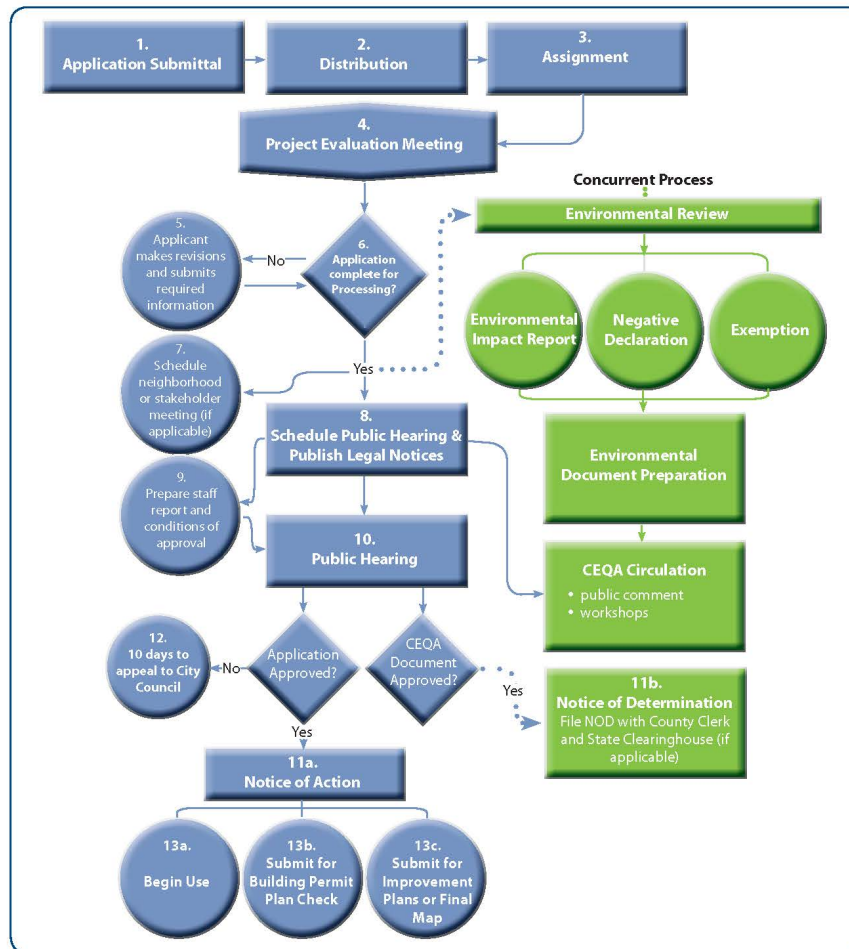 1.
Application Submittal
2.
Distribution
3.
Assignment
4.
Project Evaluation Meeting
Concurrent Process
Environmental Review
5.
Applicant
makes revisions
and submits
required
information
No
6.
Application
complete for
Processing?
Environmental
Impact Report
Negative
Declaration
Exemption
7.
Schedule
neighborhood
or stakeholder
meeting (if
applicable)
Yes
8.
Schedule Public Hearing &
Publish Legal Notices
Environmental
Document Preparation
9.
Prepare staff
report and
conditions of
approval
10.
Public Hearing
CEQA Circulation
• public comment
• workshops
12.
10 days to
appeal to City
Council
No
Application
Approved?
CEQA
Document
Approved?
Yes
11b.
Notice of Determination
File NOD with County Clerk
and State Clearinghouse (if
applicable)
Yes
11a.
Notice of Action
13a.
Begin Use
13b.
Submit for
Building Permit
Plan Check
13c.
Submit for
Improvement
Plans or Final
Map